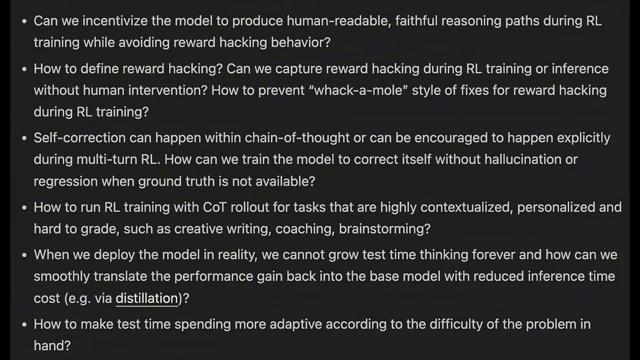 • Can we incentivize the model to produce human-readable, faithful reasoning paths during RL
training while avoiding reward hacking behavior?
• How to define reward hacking? Can we capture reward hacking during RL training or inference
without human intervention? How to prevent “whack-a-mole” style of fixes for reward hacking
during RL training?
• Self-correction can happen within chain-of-thought or can be encouraged to happen explicitly
during multi-turn RL. How can we train the model to correct itself without hallucination or
regression when ground truth is not available?
• How to run RL training with CoT rollout for tasks that are highly contextualized, personalized and
hard to grade, such as creative writing, coaching, brainstorming?
• When we deploy the model in reality, we cannot grow test time thinking forever and how can we
smoothly translate the performance gain back into the base model with reduced inference time
cost (e.g. via distillation)?
• How to make test time spending more adaptive according to the difficulty of the problem in
hand?